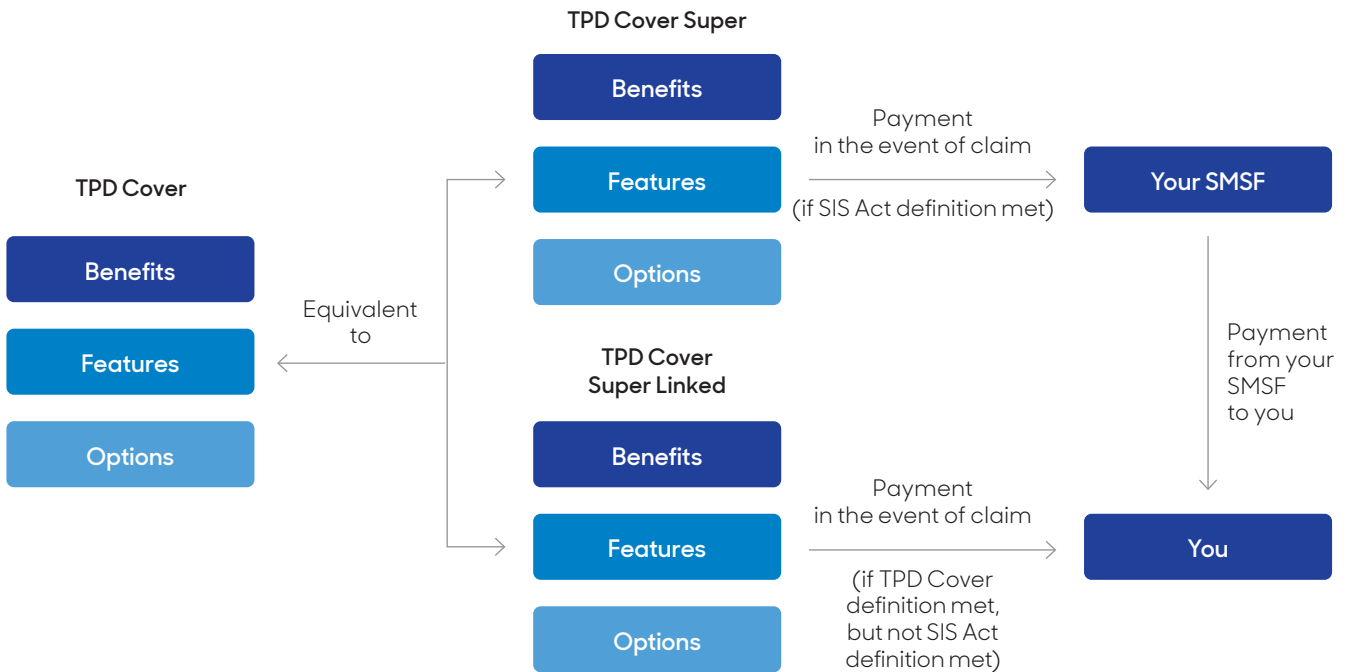 TPD Cover
Benefits
Features
Options
Equivalent
to
TPD Cover Super
Benefits
Features
Options
Payment
in the event of claim
(if SIS Act definition met)
Your SMSF
Payment
from your
SMSF
to you
TPD Cover
Super Linked
Benefits
Features
Options
Payment
in the event of claim
(if TPD Cover
definition met,
but not SIS Act
definition met)
You